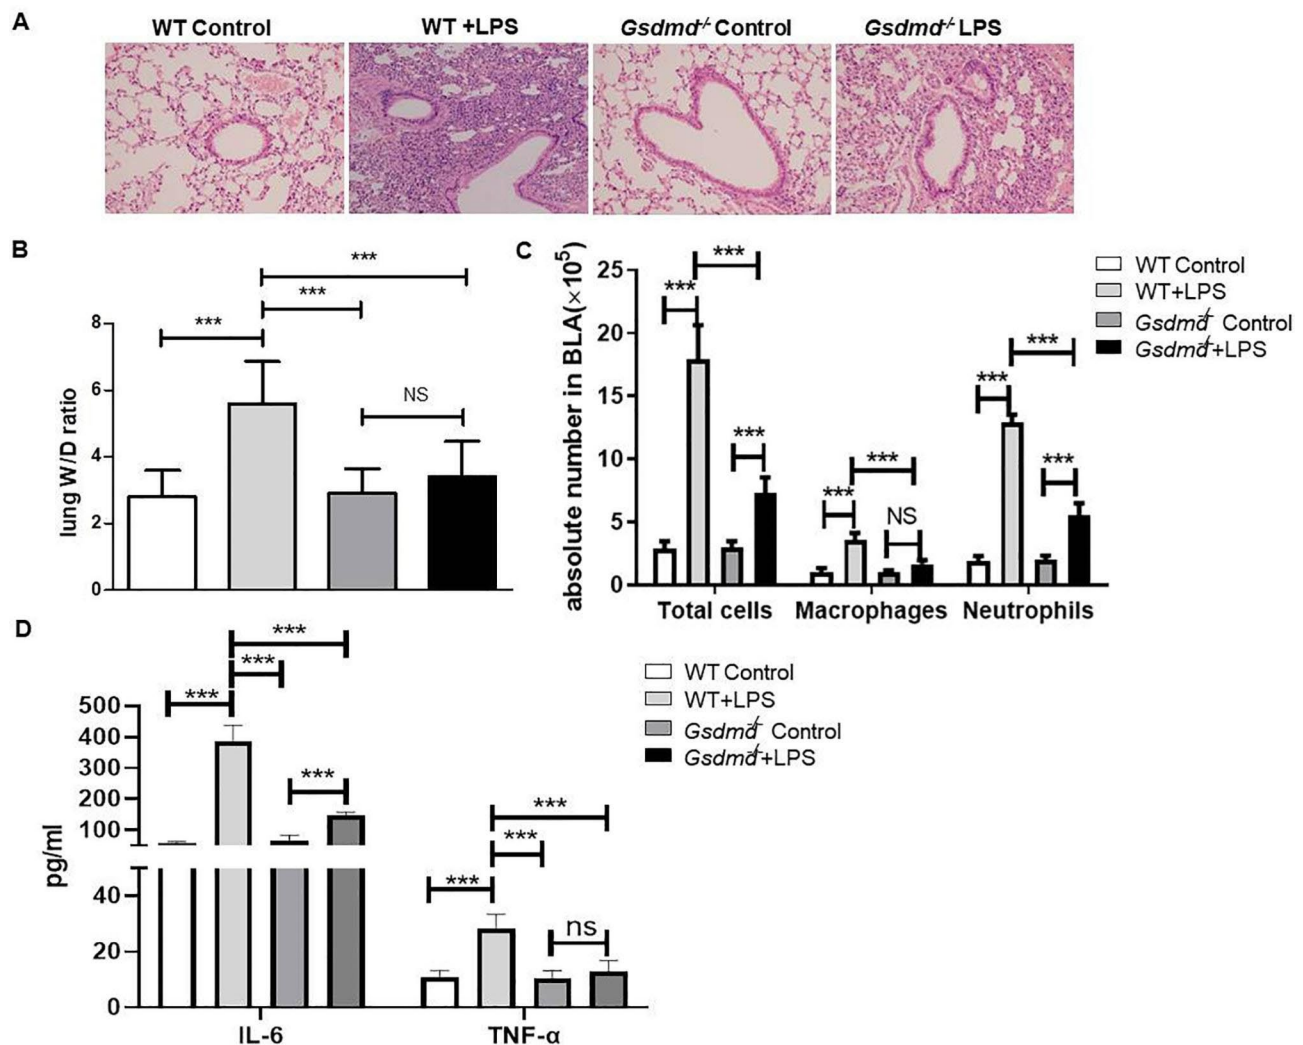 A
WT Control
WT +LPS
Gsdmd-/- Control
Gsdmd-/- LPS
B
***
***
***
NS
8
6
4
2
0
lung W/D ratio
C
***
***
***
***
***
NS
***
***
***
25
20
15
10
5
0
absolute number in BLA(×10⁵)
Total cells
Macrophages
Neutrophils
WT Control
WT+LPS
Gsdmd-/- Control
Gsdmd-/-+LPS
D
***
***
***
***
***
***
***
ns
500
400
300
200
100
40
20
0
pg/ml
IL-6
TNF-α
WT Control
WT+LPS
Gsdmd-/- Control
Gsdmd-/-+LPS